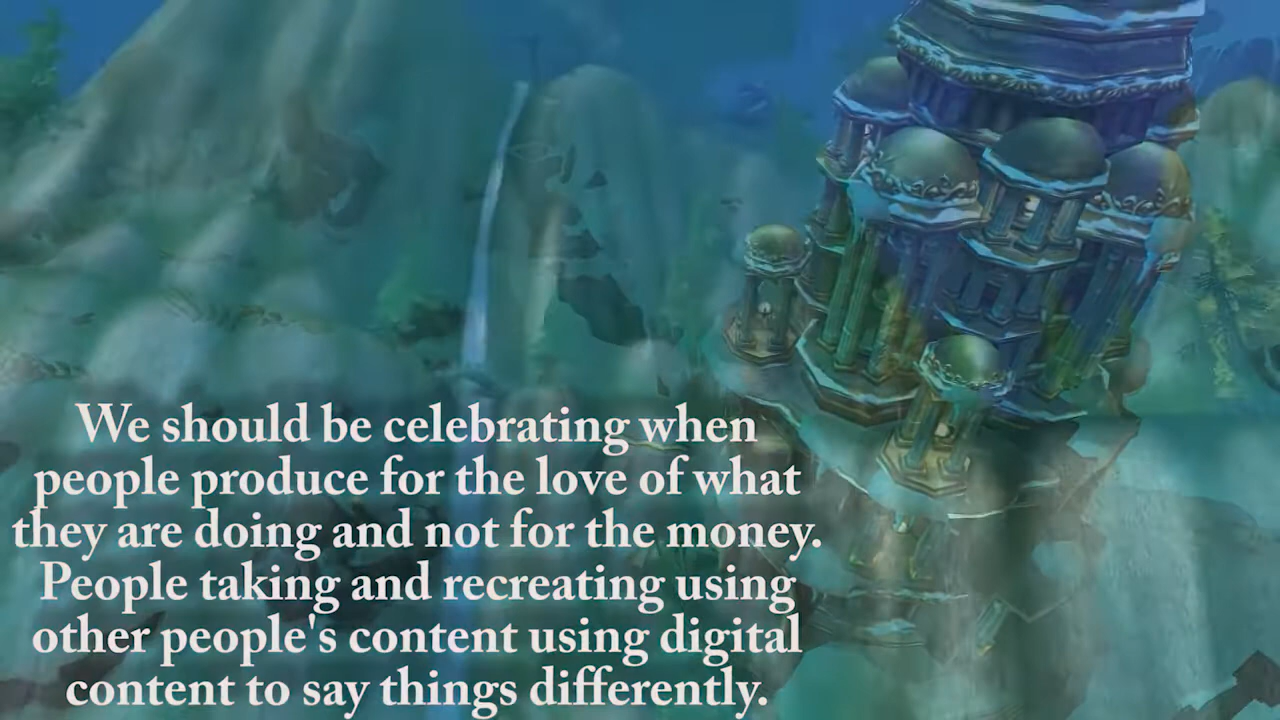 We should be celebrating when
people produce for the love of what
they are doing and not for the money.
People taking and recreating using
other people's content using digital
content to say things differently.